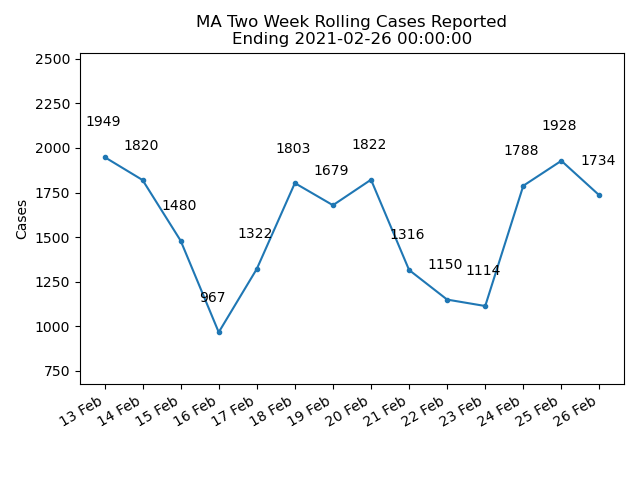 MA Two Week Rolling Cases Reported
Ending 2021-02-26 00:00:00
2500
2250
2000
1750
1500
1250
1000
750
Cases
1949
1820
1480
967
1322
1803
1679
1822
1316
1150
1114
1788
1928
1734
13 Feb
14 Feb
15 Feb
16 Feb
17 Feb
18 Feb
19 Feb
20 Feb
21 Feb
22 Feb
23 Feb
24 Feb
25 Feb
26 Feb